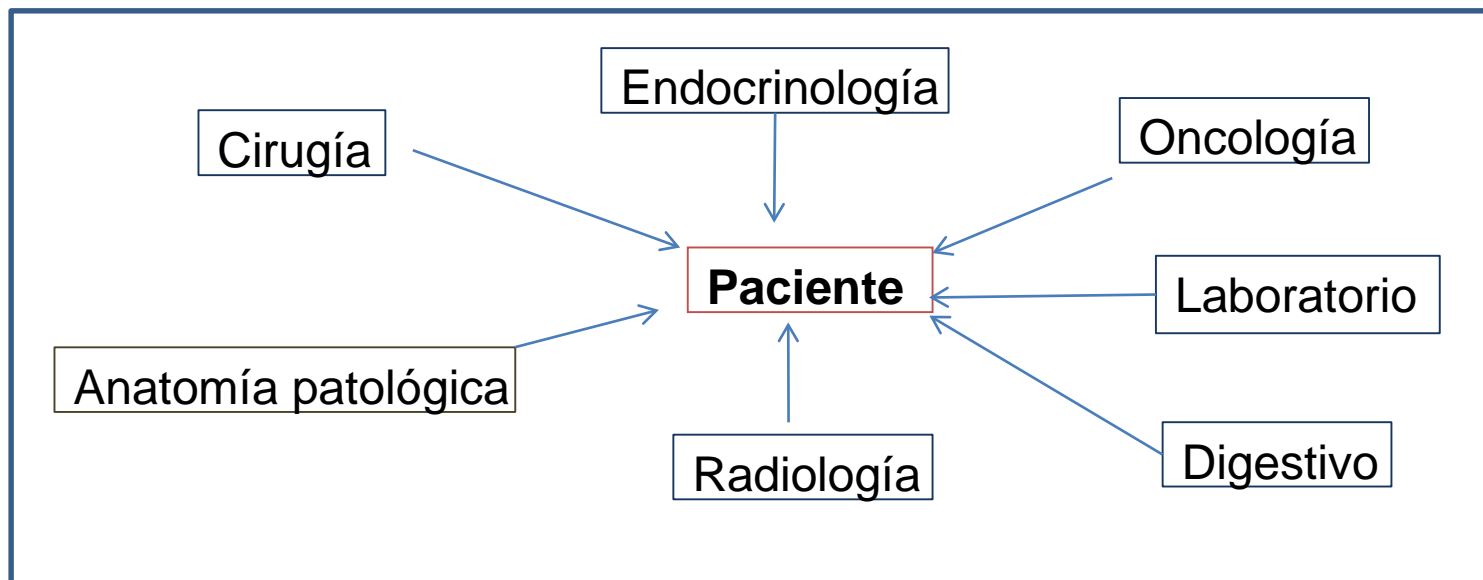 Endocrinología
Cirugía
Oncología
Paciente
Laboratorio
Anatomía patológica
Radiología
Digestivo